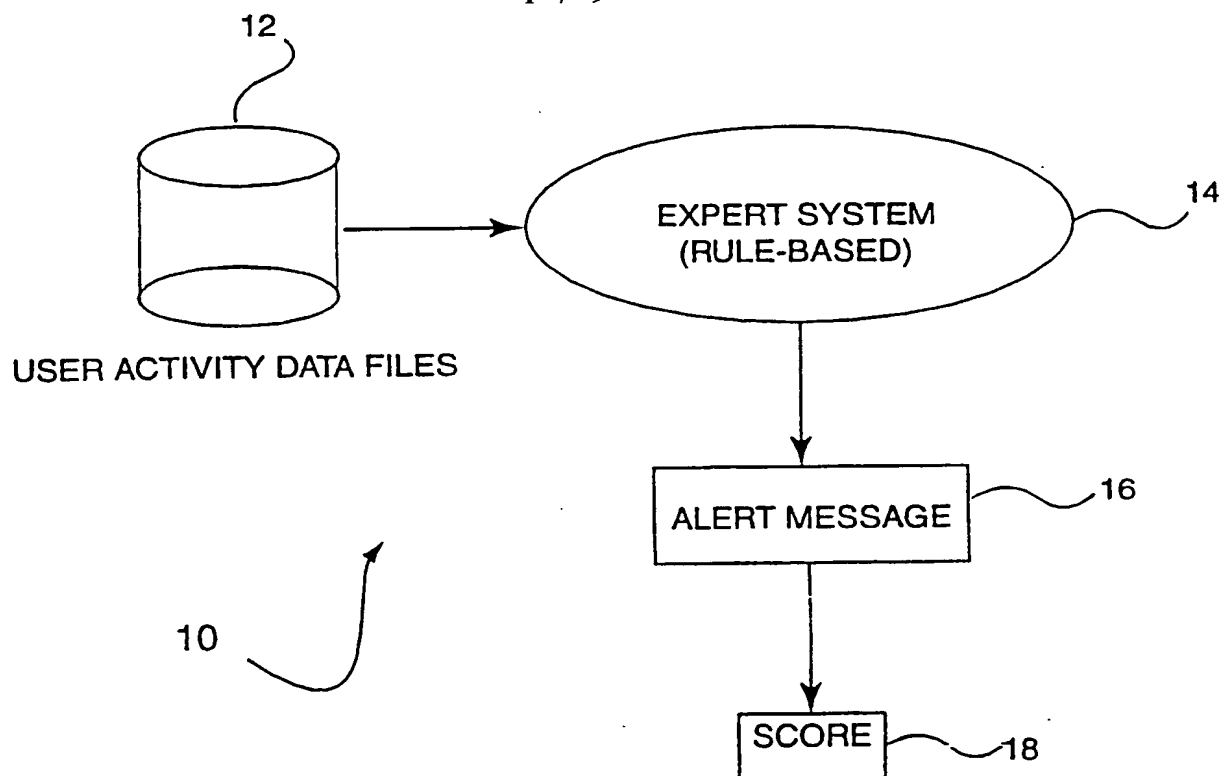 12
14
EXPERT SYSTEM
(RULE-BASED)
USER ACTIVITY DATA FILES
16
ALERT MESSAGE
10
SCORE
18